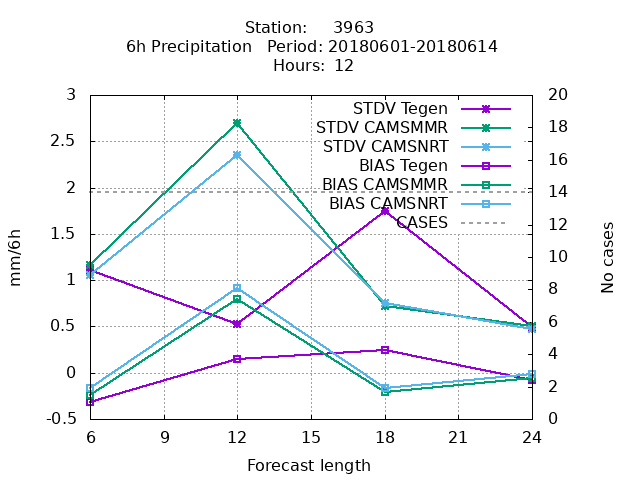 Station: 3963
6h Precipitation Period: 20180601-20180614
Hours: 12
3
2.5
2
1.5
1
0.5
0
-0.5
20
18
16
14
12
10
8
6
4
2
0
STDV Tegen
STDV CAMSMMR
STDV CAMSNRT
BIAS Tegen
BIAS CAMSMMR
BIAS CAMSNRT
CASES
mm/6h
No cases
6 9 12 15 18 21 24
Forecast length